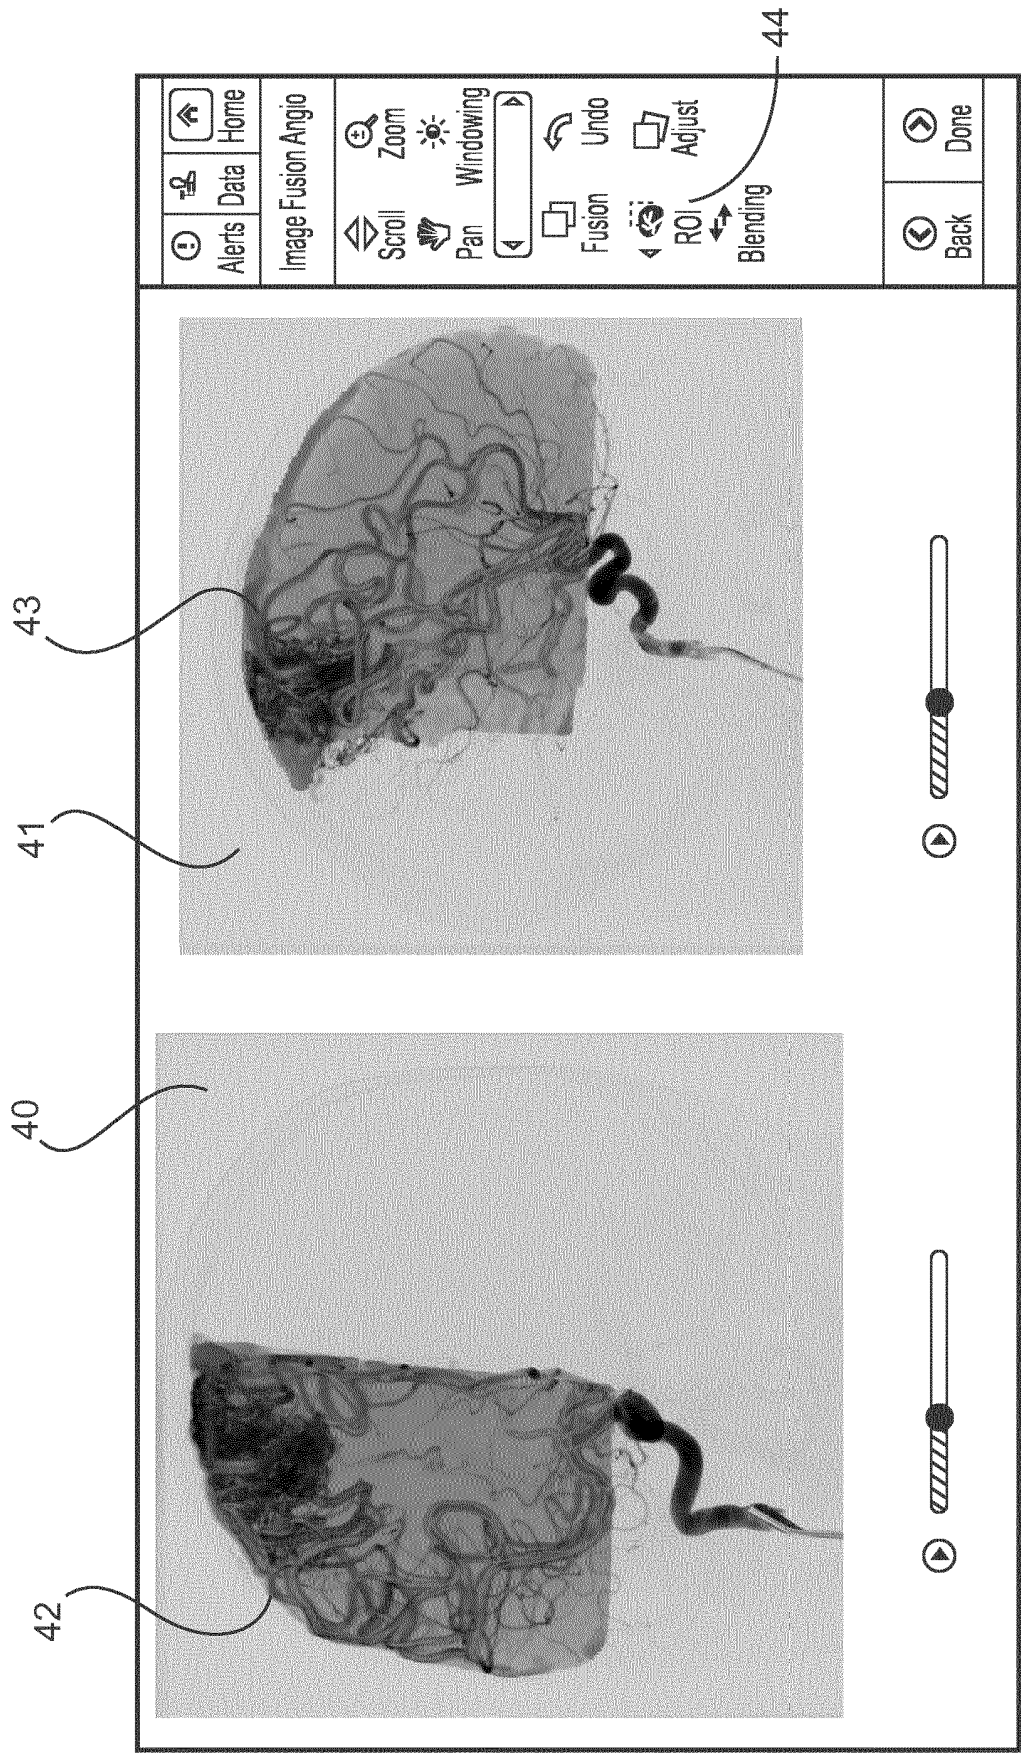 40
41
42
43
44
Alerts
Data
Home
Image Fusion Angio
Scroll
Zoom
Pan
Windowing
Fusion
Undo
ROI
Adjust
Blending
Back
Done